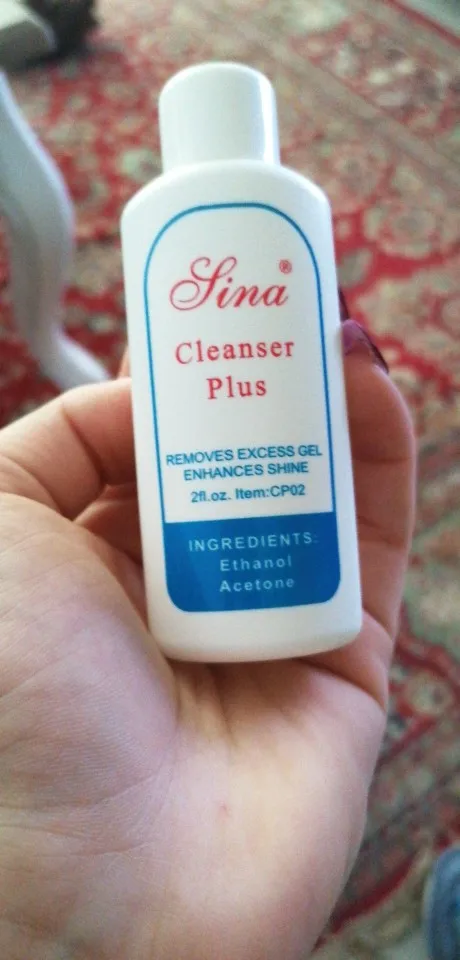 Sina®
Cleanser
Plus
REMOVES EXCESS GEL
ENHANCES SHINE
2fl.oz. Item:CP02
INGREDIENTS:
Ethanol
Acetone